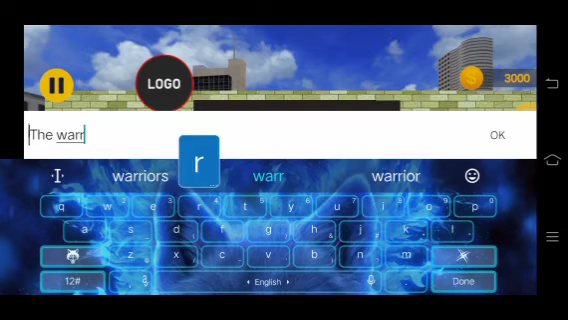 LOGO
S 3000
The warr
OK
r
warriors warr warrior
q w e r t y u i o p
a s d f g h j k l
z x c v b n m
12# English Done